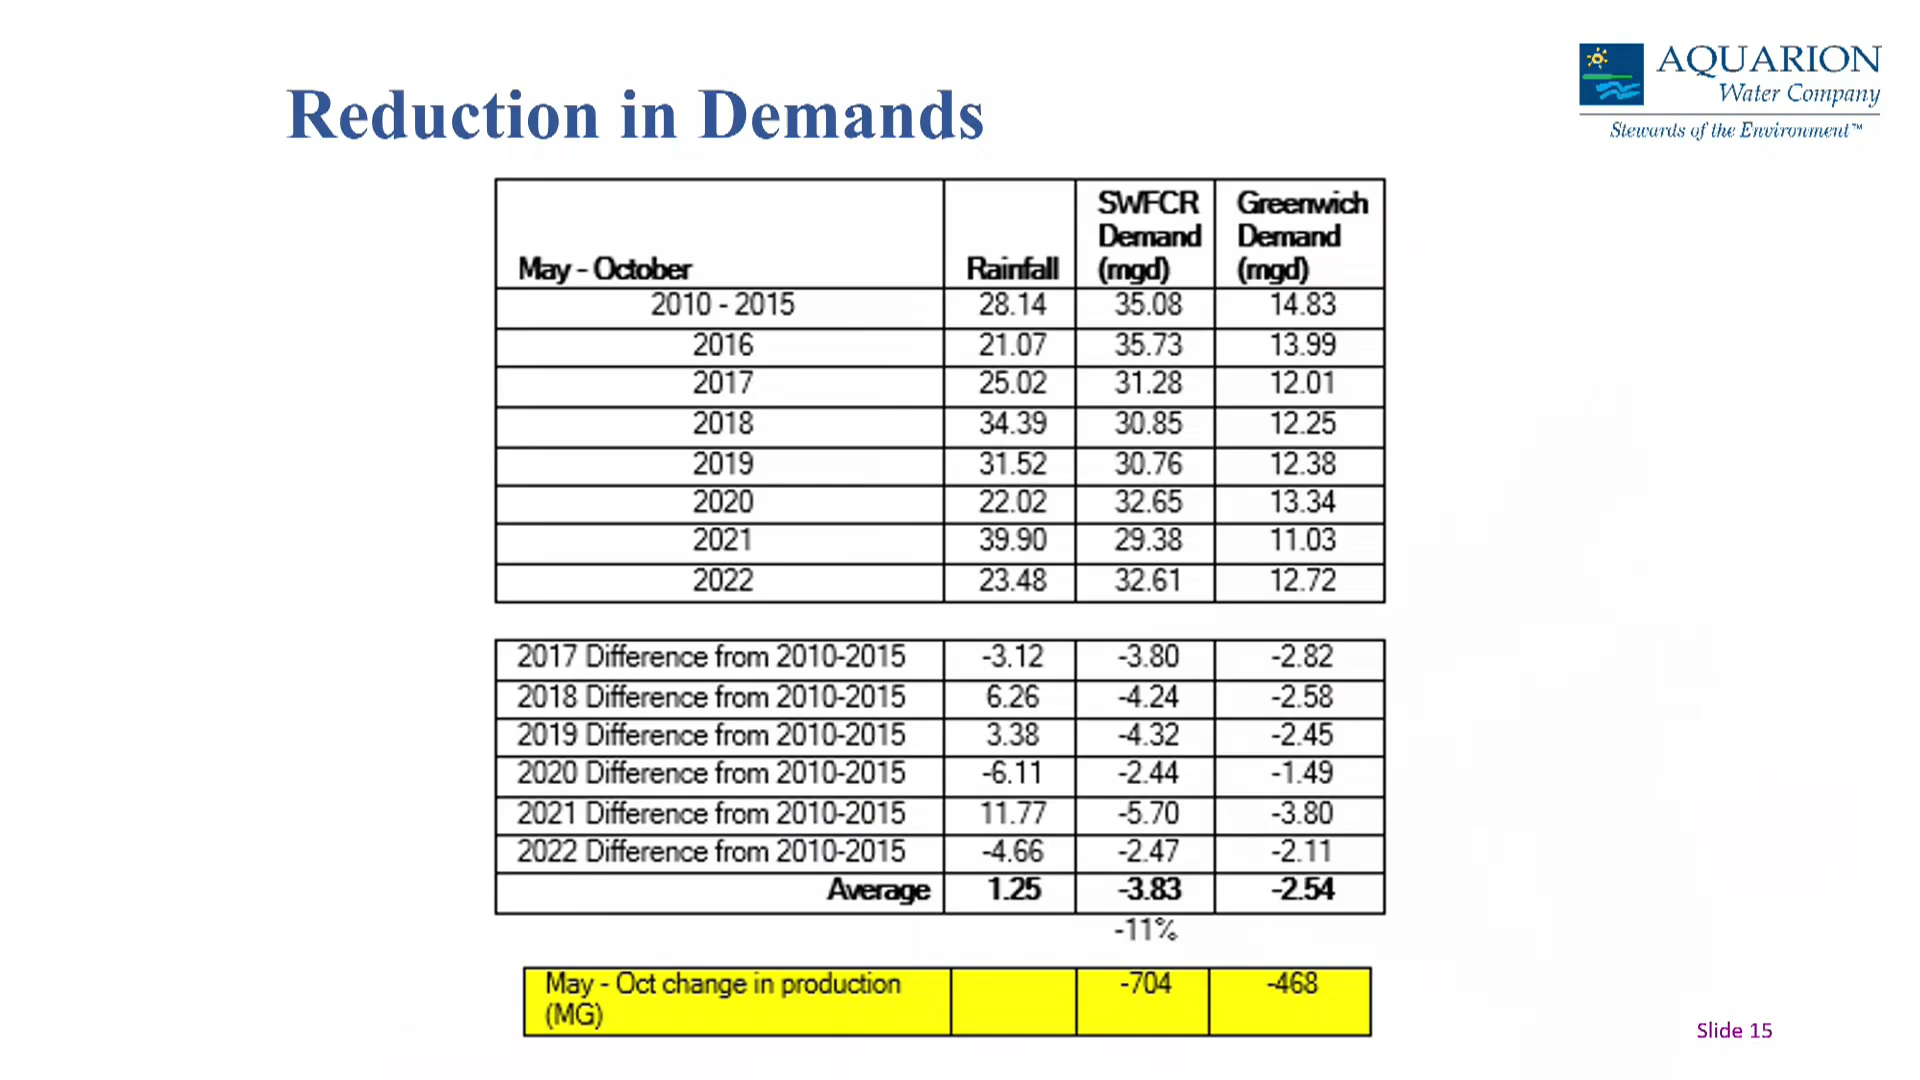 AQUARION
Water Company
Stewards of the Environment™
Reduction in Demands
May - October Rainfall SWFCR Demand (mgd) Greenwich Demand (mgd)
2010 - 2015 28.14 35.08 14.83
2016 21.07 35.73 13.99
2017 25.02 31.28 12.01
2018 34.39 30.85 12.25
2019 31.52 30.76 12.38
2020 22.02 32.65 13.34
2021 39.90 29.38 11.03
2022 23.48 32.61 12.72
2017 Difference from 2010-2015 -3.12 -3.80 -2.82
2018 Difference from 2010-2015 6.26 -4.24 -2.58
2019 Difference from 2010-2015 3.38 -4.32 -2.45
2020 Difference from 2010-2015 -6.11 -2.44 -1.49
2021 Difference from 2010-2015 11.77 -5.70 -3.80
2022 Difference from 2010-2015 -4.66 -2.47 -2.11
Average 1.25 -3.83 -2.54
-11%
May - Oct change in production (MG) -704 -468
Slide 15